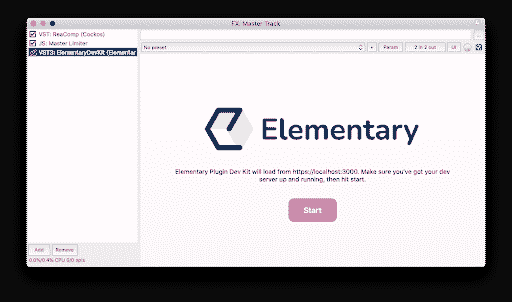 FX: Master Track
VST: ReaComp (Cockos)
JS: Master Limiter
VST3: ElementaryDevKit (Elementar
No preset
+
Param
2 in 2 out
UI
Elementary
Elementary Plugin Dev Kit will load from https://localhost:3000. Make sure you've got your dev
server up and running, then hit start.
Start
Add
Remove
0.6%/0.4% CPU 0/0 spls